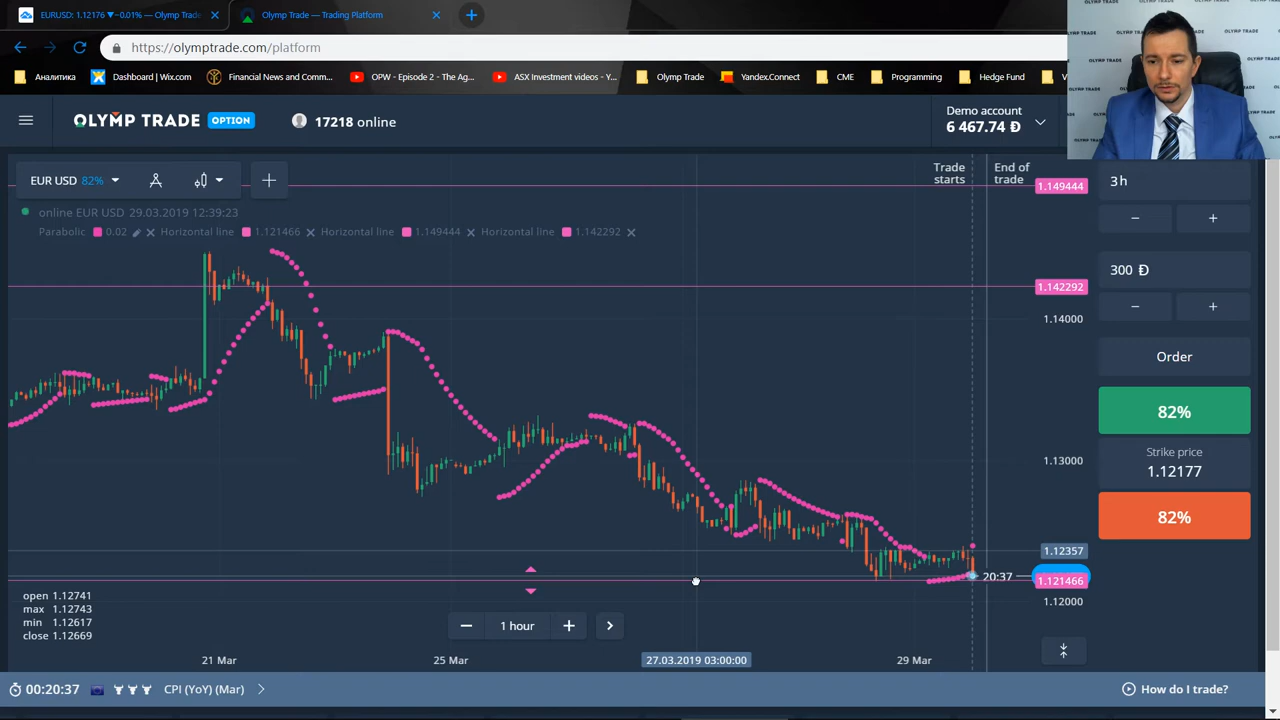 EURUSD: 1.12176 ▼−0.01% — Olymp Trade
Olymp Trade — Trading Platform
https://olymptrade.com/platform
Аналитика
Dashboard | Wix.com
Financial News and Comm...
OPW - Episode 2 - The ...
ASX Investment videos - Y...
Olymp Trade
Yandex.Connect
CME
Programming
Hedge Fund
OLYMP TRADE OPTION
17218 online
Demo account
6 467.74 Đ
EUR USD 82%
Trade starts
End of trade
1.149444
3h
− +
online EUR USD 29.03.2019 12:39:23
Parabolic 0.02 Horizontal line 1.121466 Horizontal line 1.149444 Horizontal line 1.142292
300 Đ
− +
1.142292
1.14000
Order
82%
Strike price
1.12177
1.13000
82%
1.12357
20:37
1.121466
1.12000
open 1.12741
max 1.12743
min 1.12617
close 1.12669
− 1 hour + >
21 Mar
25 Mar
27.03.2019 03:00:00
29 Mar
00:20:37
CPI (YoY) (Mar) >
How do I trade?